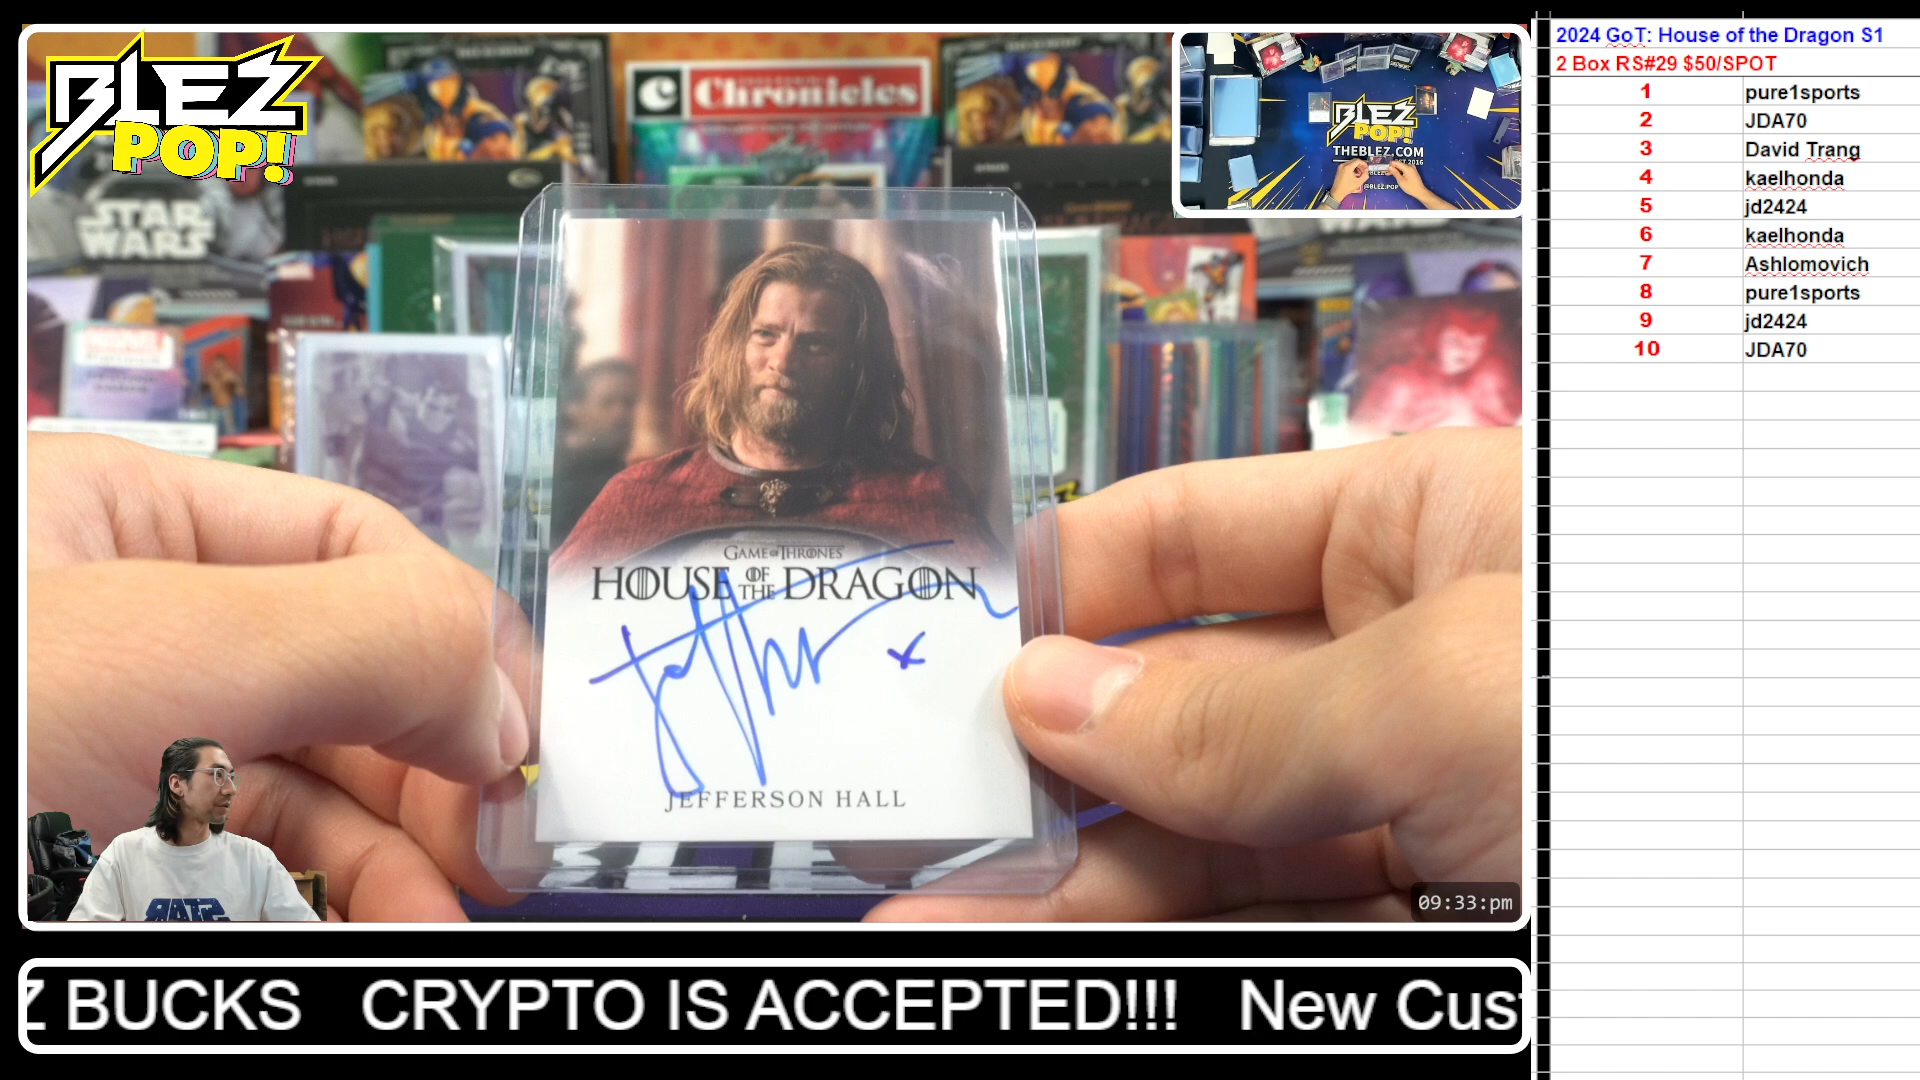 BLEZ
POP!
Chronicles
STAR
WARS
BLEZ
POP!
THEBLEZ.COM
@BLEZ.POP
GAME OF THRONES
HOUSE OF THE DRAGON
JEFFERSON HALL
09:33:pm
Z BUCKS CRYPTO IS ACCEPTED!!! New Cus
2024 GoT: House of the Dragon S1
2 Box RS#29 $50/SPOT
1 pure1sports
2 JDA70
3 David Trang
4 kaelhonda
5 jd2424
6 kaelhonda
7 Ashlomovich
8 pure1sports
9 jd2424
10 JDA70